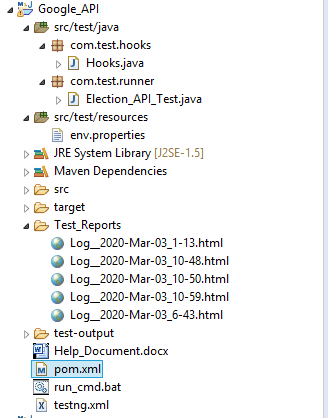 Google_API
src/test/java
com.test.hooks
Hooks.java
com.test.runner
Election_API_Test.java
src/test/resources
env.properties
JRE System Library [J2SE-1.5]
Maven Dependencies
src
target
Test_Reports
Log__2020-Mar-03_1-13.html
Log__2020-Mar-03_10-48.html
Log__2020-Mar-03_10-50.html
Log__2020-Mar-03_10-59.html
Log__2020-Mar-03_6-43.html
test-output
Help_Document.docx
pom.xml
run_cmd.bat
testng.xml